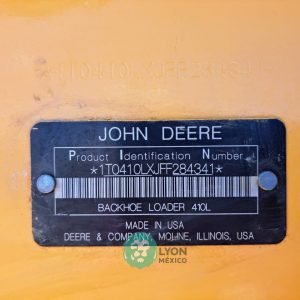 1T0410LXJFF284341
JOHN DEERE
Product Identification Number
*1T0410LXJFF284341*
BACKHOE LOADER 410L
MADE IN USA
DEERE & COMPANY, MOLINE, ILLINOIS, USA
LYON
MÉXICO